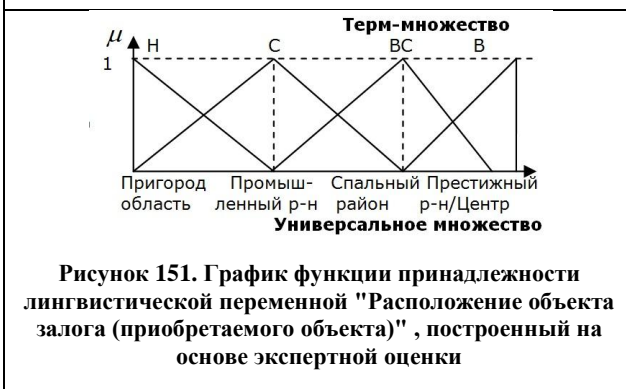 Терм-множество
μ Н С ВС В
1
Пригород Промыш- Спальный Престижный
область ленный р-н район р-н/Центр
Универсальное множество
Рисунок 151. График функции принадлежности
лингвистической переменной "Расположение объекта
залога (приобретаемого объекта)" , построенный на
основе экспертной оценки